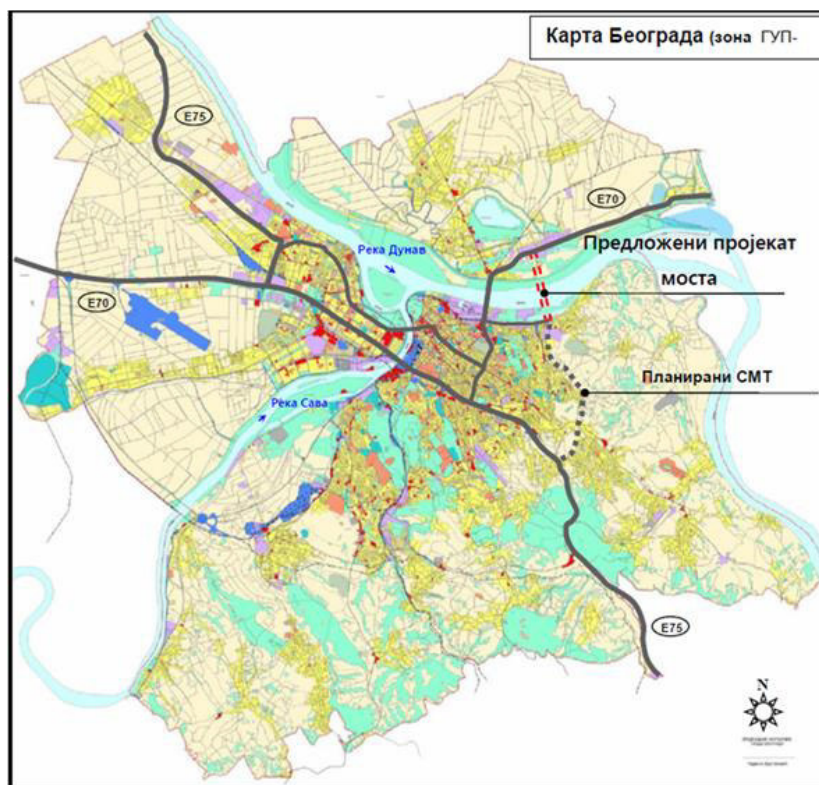 Карта Београда (зона ГУП-
E75
E70
Река Дунав
Предложени пројекат
моста
E70
Планирани СМТ
Река Сава
E75
N